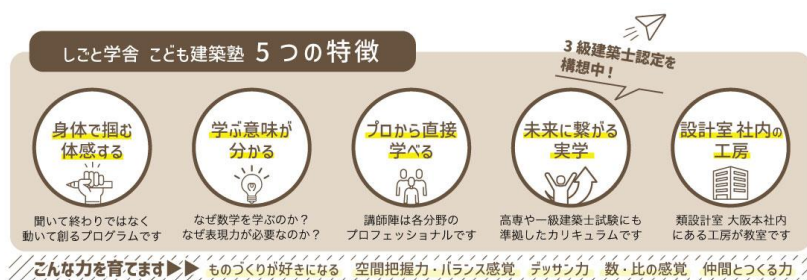 しごと学舎 こども建築塾 5つの特徴
3級建築士認定を
構想中！
身体で掴む
体感する
聞いて終わりではなく
動いて創るプログラムです
学ぶ意味が
分かる
なぜ数学を学ぶのか？
なぜ表現力が必要なのか？
プロから直接
学べる
講師陣は各分野の
プロフェッショナルです
未来に繋がる
実学
高専や一級建築士試験にも
準拠したカリキュラムです
設計室 社内の
工房
類設計室 大阪本社内
にある工房が教室です
こんな力を育てます▶▶ ものづくりが好きになる 空間把握力・バランス感覚 デッサン力 数・比の感覚 仲間とつくる力